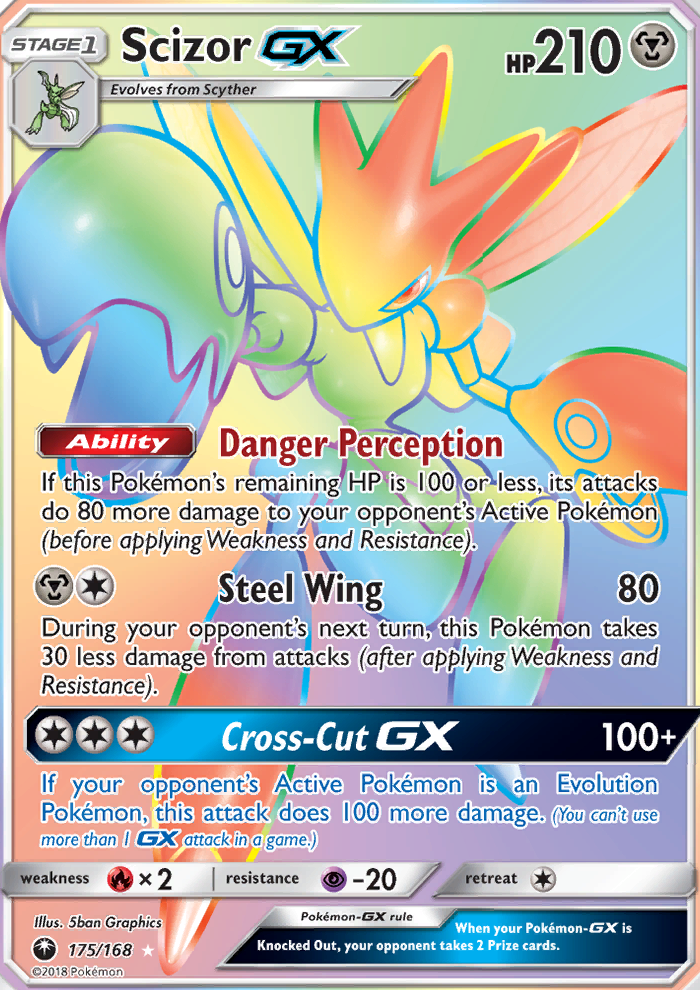 STAGE1 Scizor GX HP210
Evolves from Scyther
Ability Danger Perception
If this Pokémon's remaining HP is 100 or less, its attacks
do 80 more damage to your opponent's Active Pokémon
(before applying Weakness and Resistance).
Steel Wing 80
During your opponent's next turn, this Pokémon takes
30 less damage from attacks (after applying Weakness and
Resistance).
Cross-Cut GX 100+
If your opponent's Active Pokémon is an Evolution
Pokémon, this attack does 100 more damage. (You can't use
more than 1 GX attack in a game.)
weakness ×2 resistance -20 retreat
Illus. 5ban Graphics
175/168
©2018 Pokémon
Pokémon-GX rule
When your Pokémon-GX is
Knocked Out, your opponent takes 2 Prize cards.